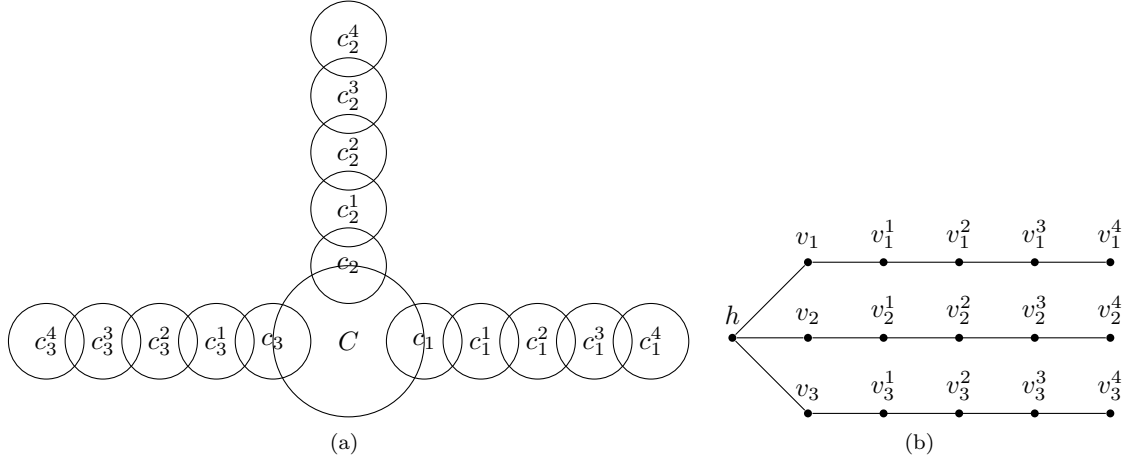 c_2^4
c_2^3
c_2^2
c_2^1
c_2
c_3^4 c_3^3 c_3^2 c_3^1 c_3 C c_1 c_1^1 c_1^2 c_1^3 c_1^4
(a)
v_1 v_1^1 v_1^2 v_1^3 v_1^4
h v_2 v_2^1 v_2^2 v_2^3 v_2^4
v_3 v_3^1 v_3^2 v_3^3 v_3^4
(b)